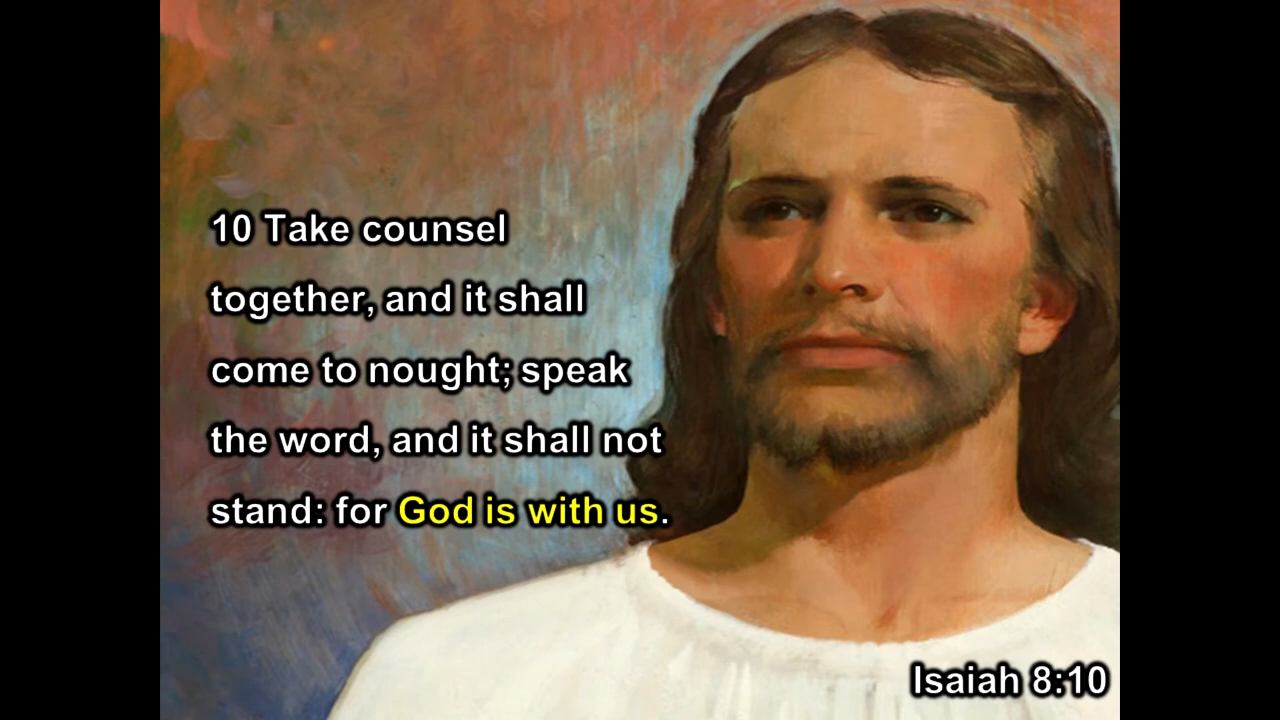 10 Take counsel
together, and it shall
come to nought; speak
the word, and it shall not
stand: for God is with us.
Isaiah 8:10